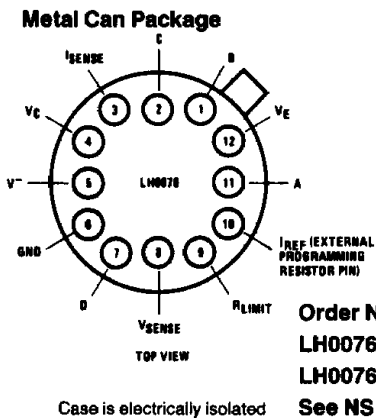 Metal Can Package
C
ISENSE
B
3
2
1
VC
4
12
VE
V−
5
LH0076
11
A
GND
6
10
IREF (EXTERNAL
PROGRAMMING
RESISTOR PIN)
7
8
9
D
VSENSE
RLIMIT
TOP VIEW
Order N
LH0076
LH0076
See NS
Case is electrically isolated